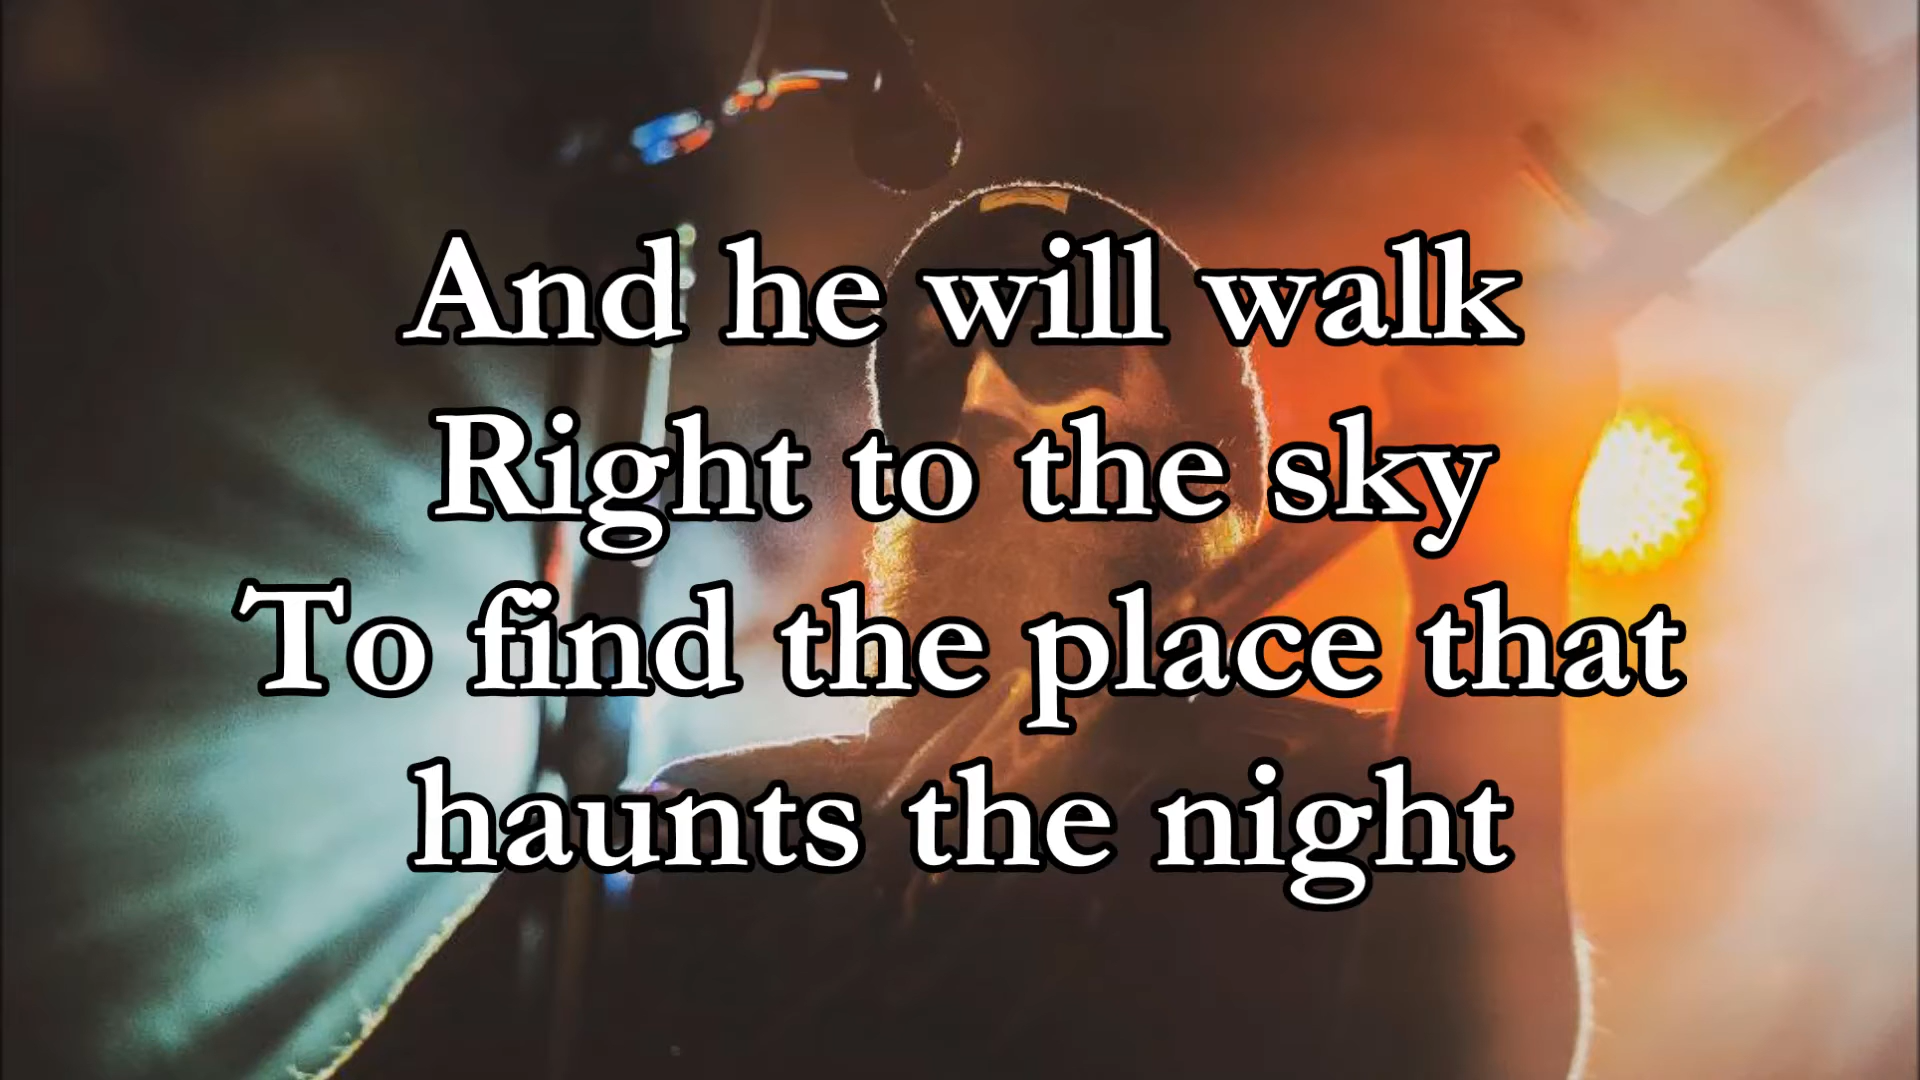 And he will walk
Right to the sky
To find the place that
haunts the night